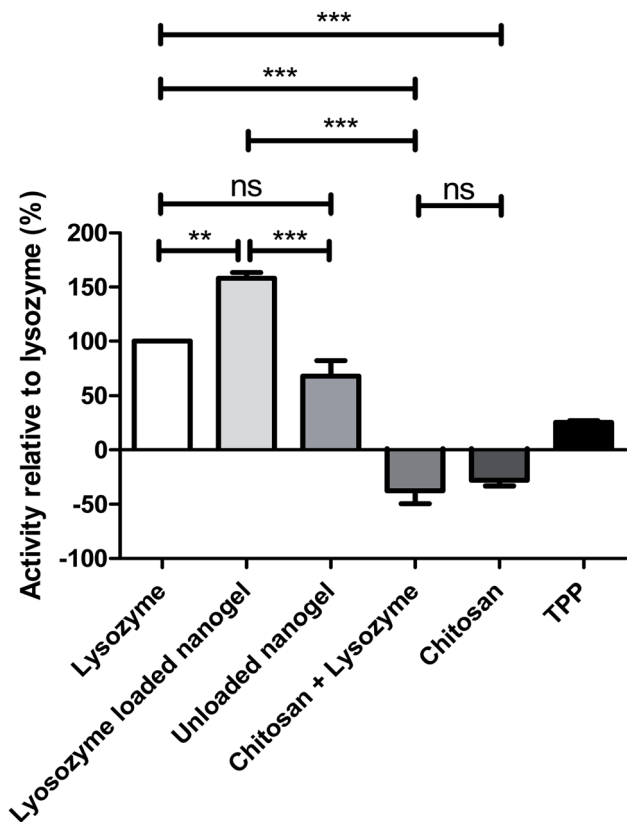 ***
***
***
ns
ns
**
***
Activity relative to lysozyme (%)
200
150
100
50
0
-50
-100
Lysozyme
Lyosozyme loaded nanogel
Unloaded nanogel
Chitosan + Lysozyme
Chitosan
TPP